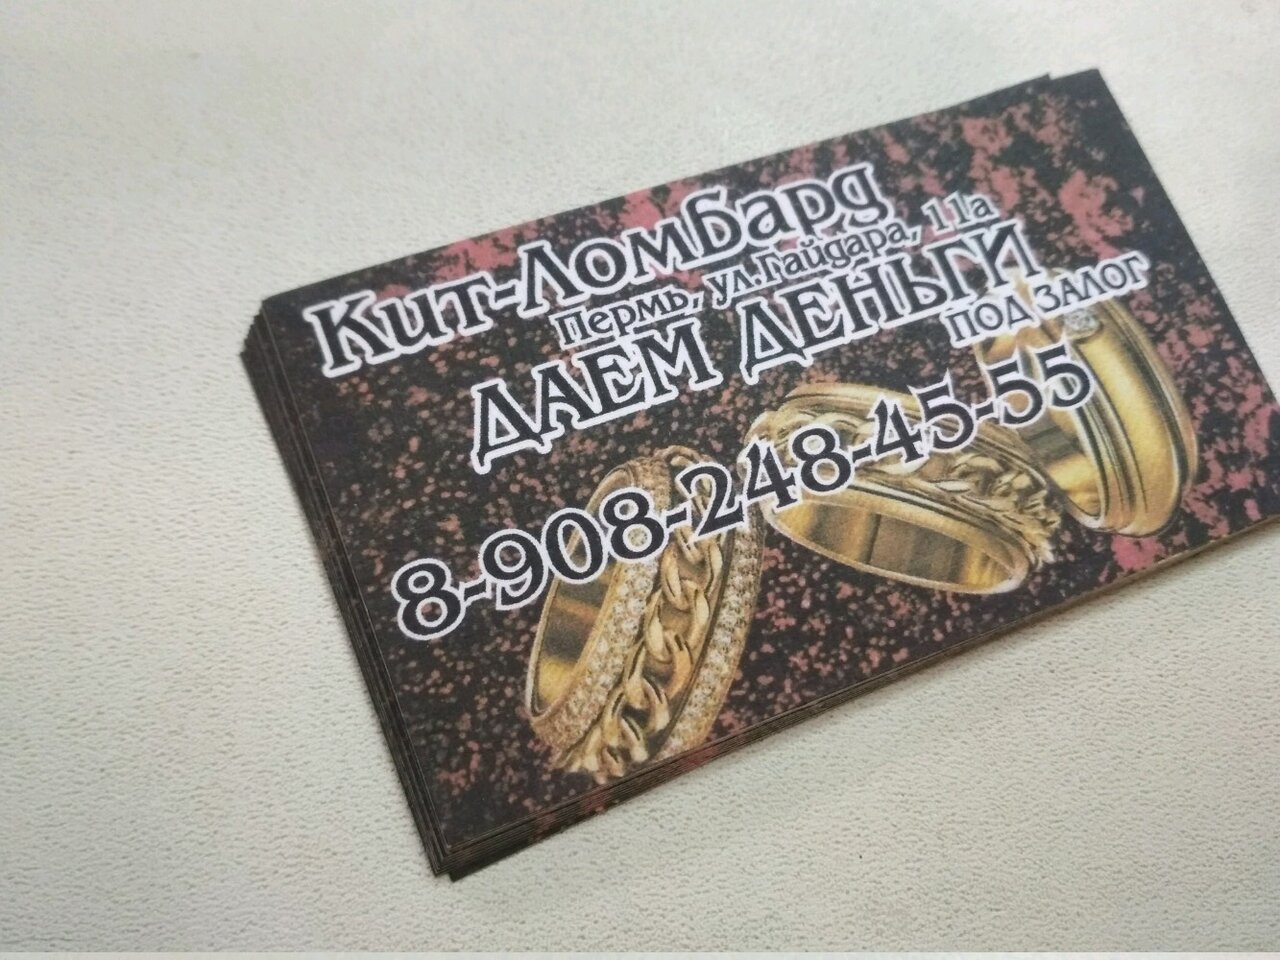 Кит-Ломбард
Пермь, ул.Гайдара, 11а
ДАЕМ ДЕНЬГИ
ПОД ЗАЛОГ
8-908-248-45-55